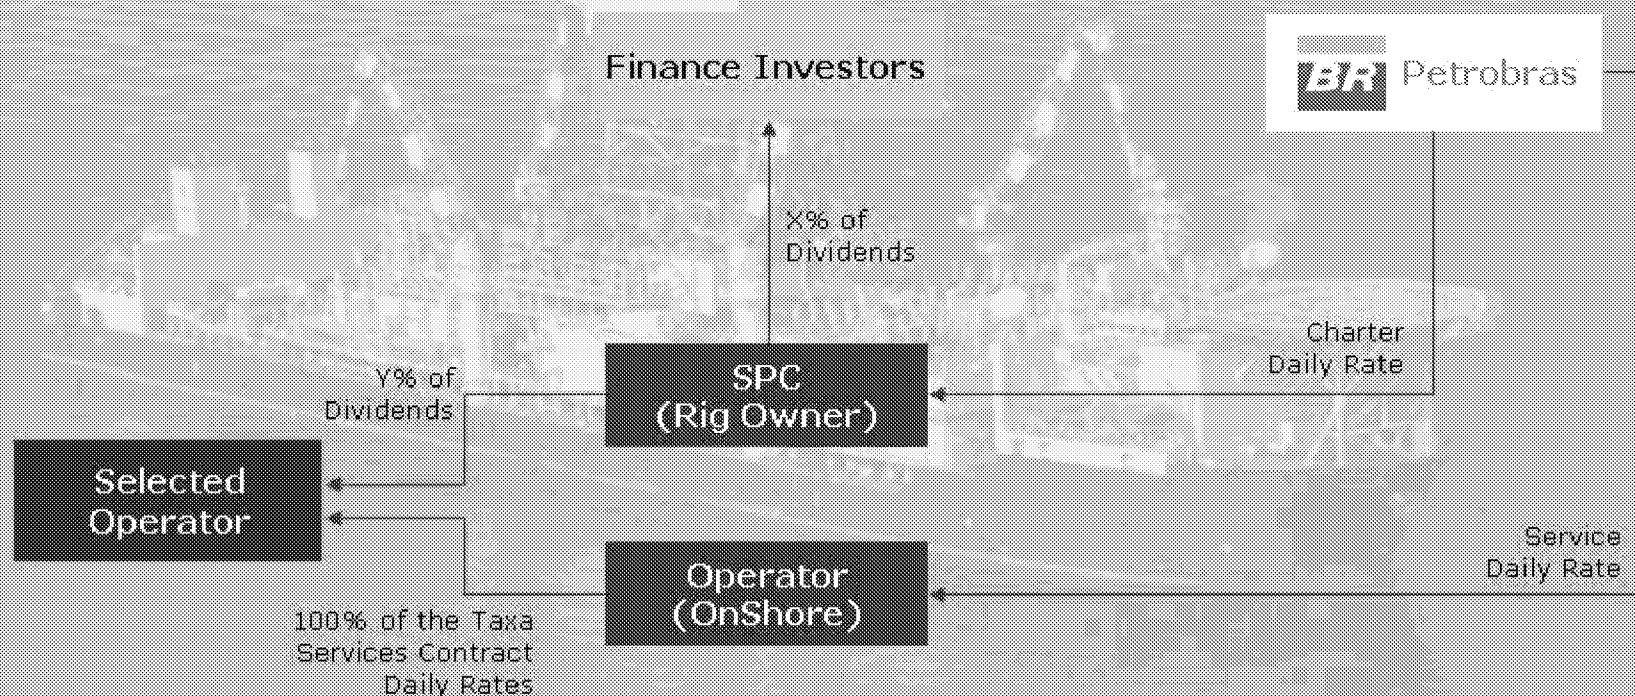 Finance Investors
BR Petrobras
X% of
Dividends
Charter
Daily Rate
Y% of
Dividends
SPC
(Rig Owner)
Selected
Operator
Service
Daily Rate
Operator
(OnShore)
100% of the Taxa
Services Contract
Daily Rates